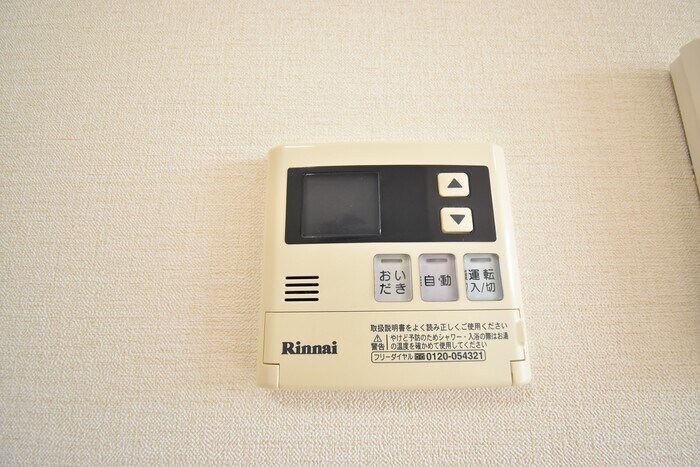 ▲
▼
おい
だき
自動
運転
入/切
Rinnai
取扱説明書をよく読み正しくご使用ください
警告
やけど予防のためシャワー・入浴の際はお湯
の温度を確かめて使用してください
フリーダイヤル 0120-054321